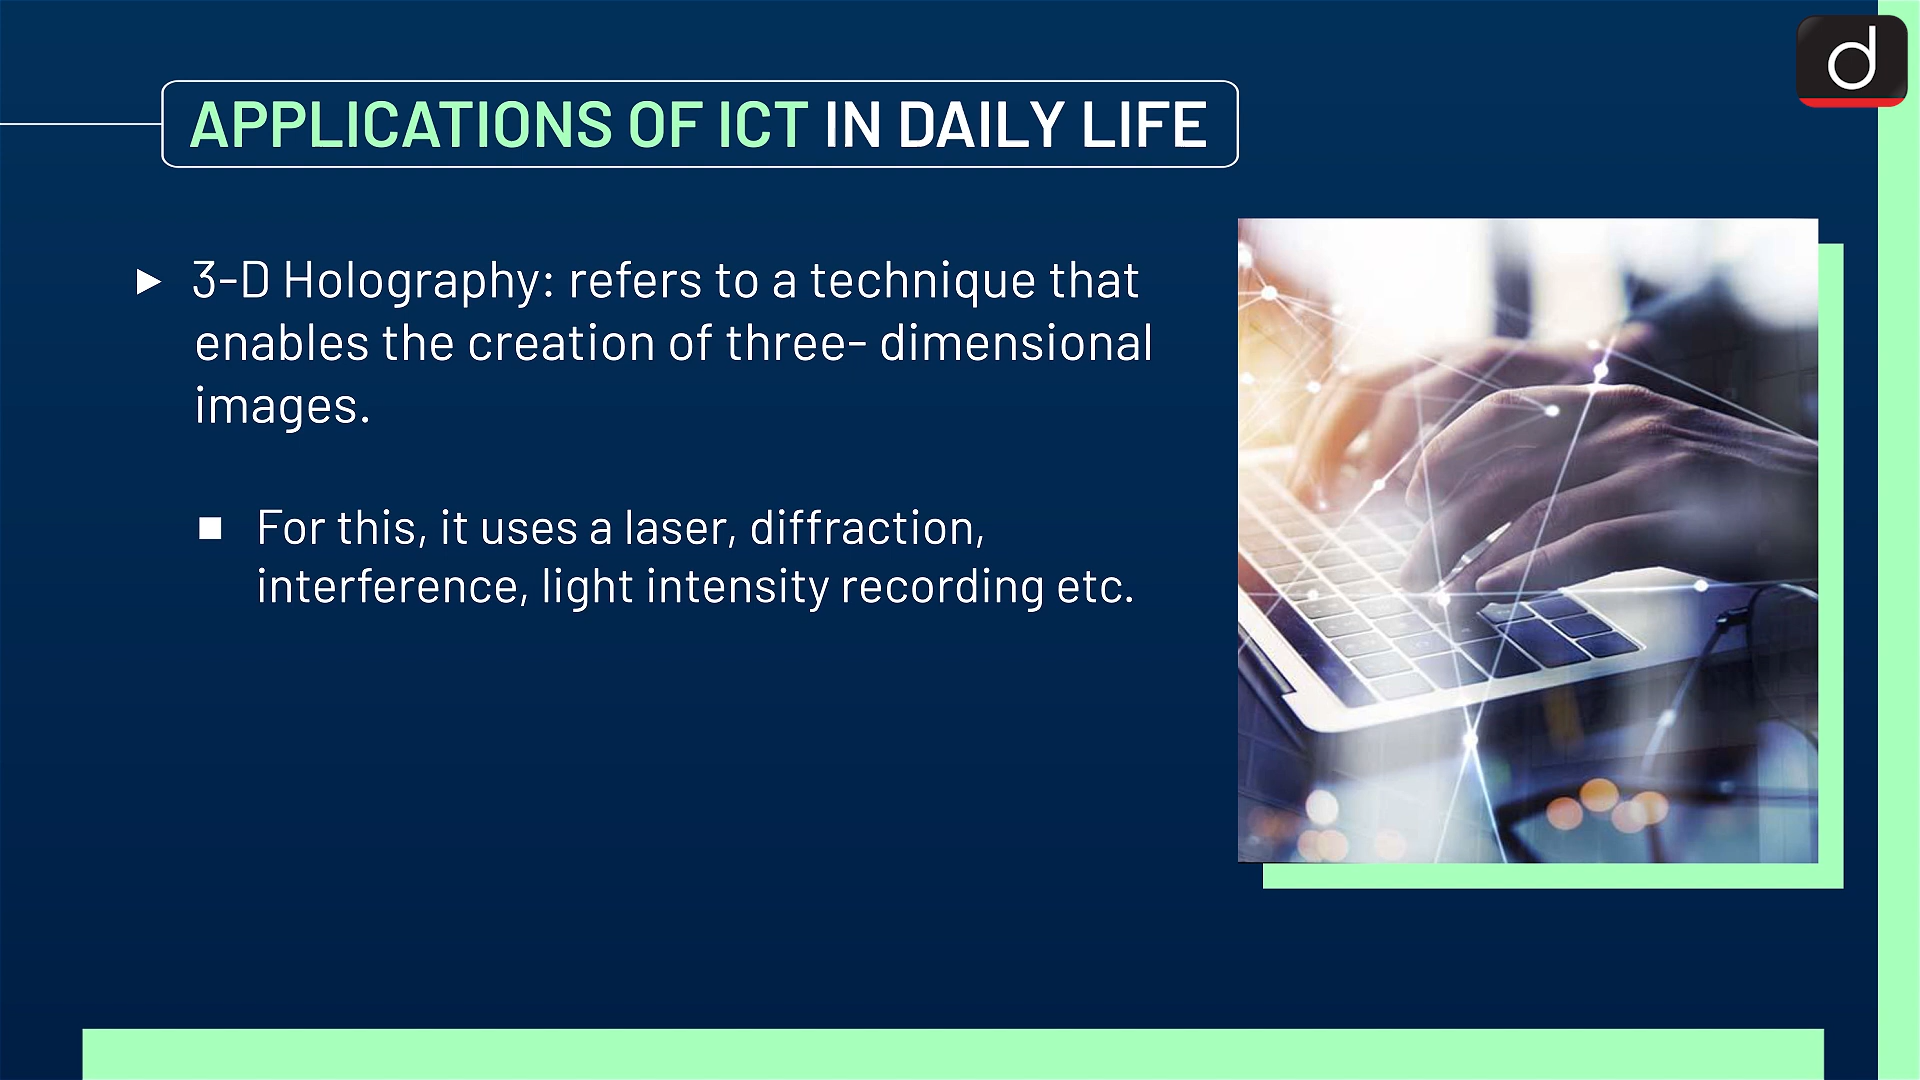 d
APPLICATIONS OF ICT IN DAILY LIFE
► 3-D Holography: refers to a technique that
enables the creation of three- dimensional
images.
■ For this, it uses a laser, diffraction,
interference, light intensity recording etc.